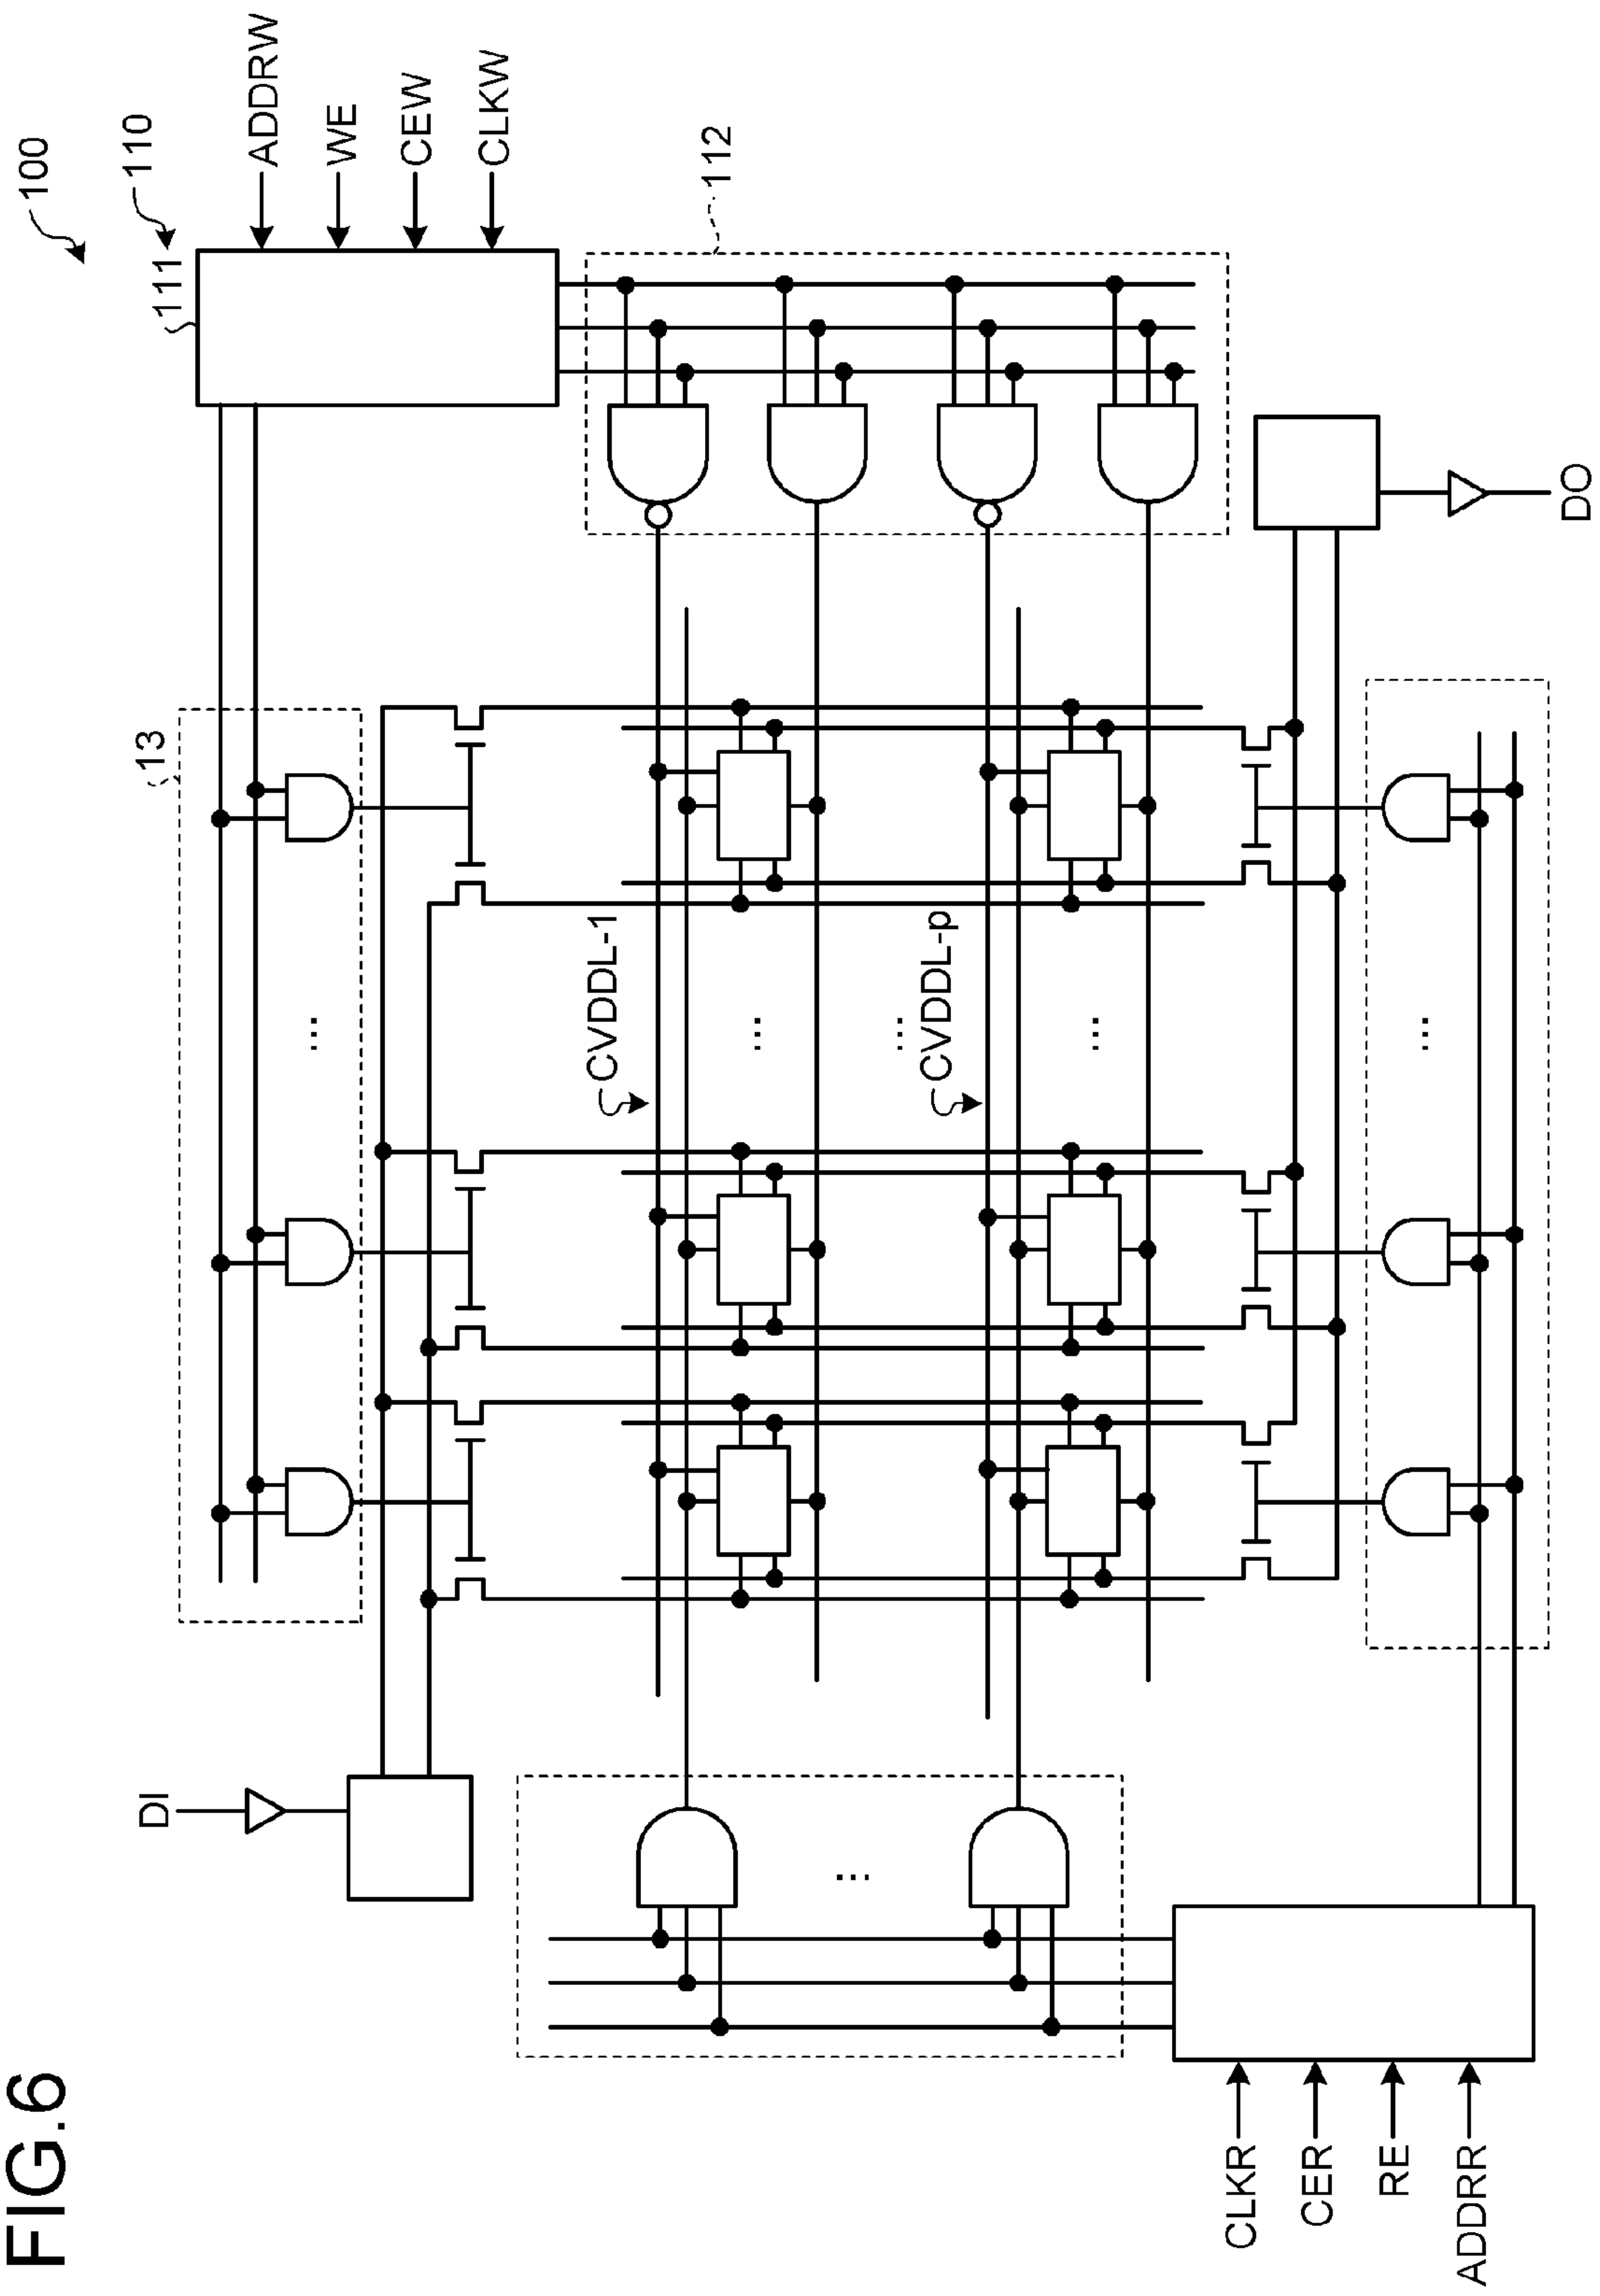 FIG.6
100
110
111
ADDRW
WE
CEW
CLKW
112
13
CVDDL-1
...
...
...
CVDDL-p
...
...
DI
...
DO
CLKR
CER
RE
ADDRR